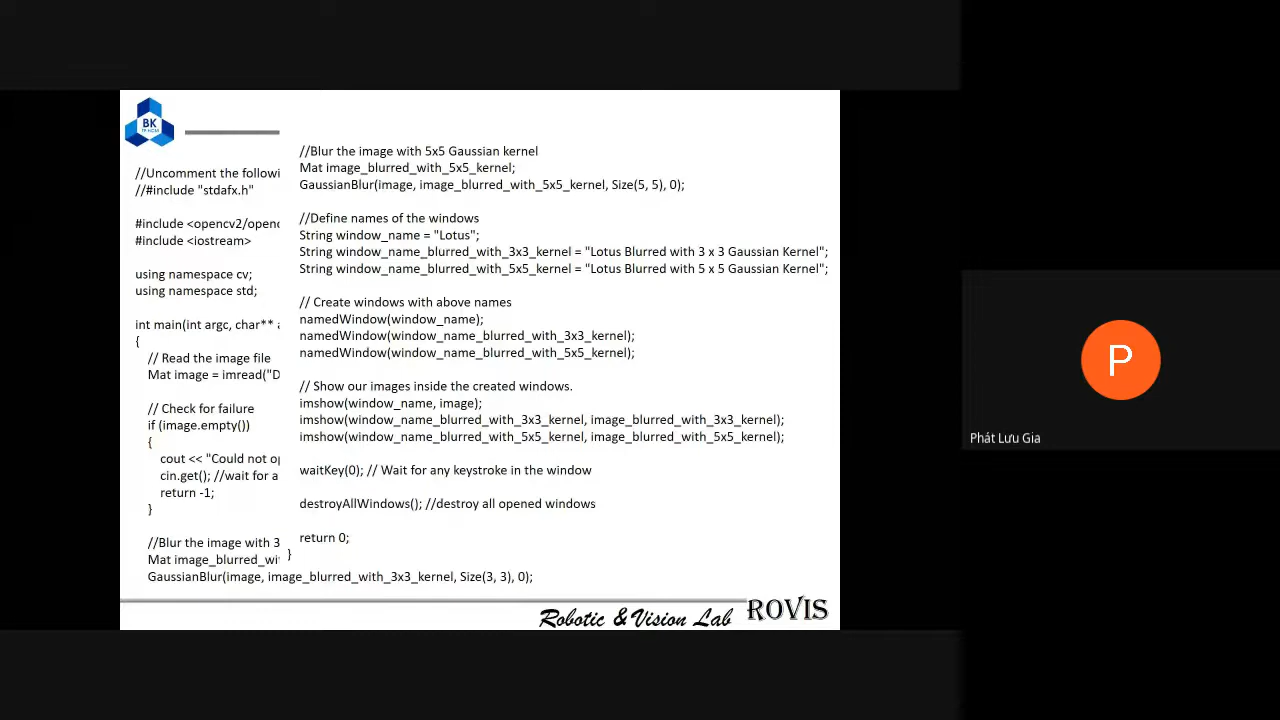 BK
TP.HCM
//Uncomment the followi
//#include "stdafx.h"
#include <opencv2/openc
#include <iostream>
using namespace cv;
using namespace std;
int main(int argc, char** a
{
// Read the image file
Mat image = imread("D
// Check for failure
if (image.empty())
{
cout << "Could not op
cin.get(); //wait for a
return -1;
}
//Blur the image with 3
Mat image_blurred_wi
GaussianBlur(image, image_blurred_with_3x3_kernel, Size(3, 3), 0);
//Blur the image with 5x5 Gaussian kernel
Mat image_blurred_with_5x5_kernel;
GaussianBlur(image, image_blurred_with_5x5_kernel, Size(5, 5), 0);
//Define names of the windows
String window_name = "Lotus";
String window_name_blurred_with_3x3_kernel = "Lotus Blurred with 3 x 3 Gaussian Kernel";
String window_name_blurred_with_5x5_kernel = "Lotus Blurred with 5 x 5 Gaussian Kernel";
// Create windows with above names
namedWindow(window_name);
namedWindow(window_name_blurred_with_3x3_kernel);
namedWindow(window_name_blurred_with_5x5_kernel);
// Show our images inside the created windows.
imshow(window_name, image);
imshow(window_name_blurred_with_3x3_kernel, image_blurred_with_3x3_kernel);
imshow(window_name_blurred_with_5x5_kernel, image_blurred_with_5x5_kernel);
waitKey(0); // Wait for any keystroke in the window
destroyAllWindows(); //destroy all opened windows
return 0;
}
Robotic & Vision Lab ROVIS
P
Phát Lưu Gia